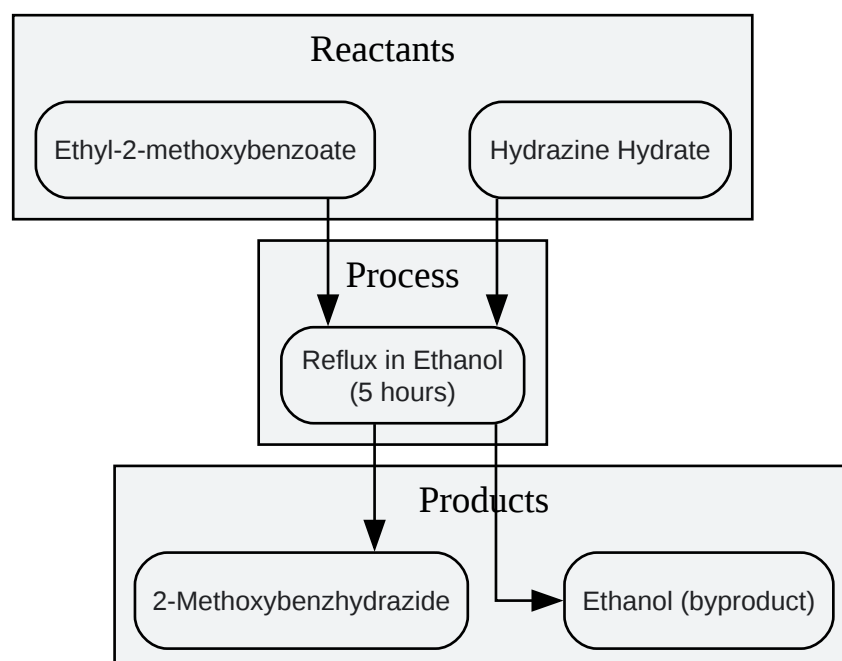 Reactants
Ethyl-2-methoxybenzoate
Hydrazine Hydrate
Process
Reflux in Ethanol
(5 hours)
Products
2-Methoxybenzhydrazide
Ethanol (byproduct)